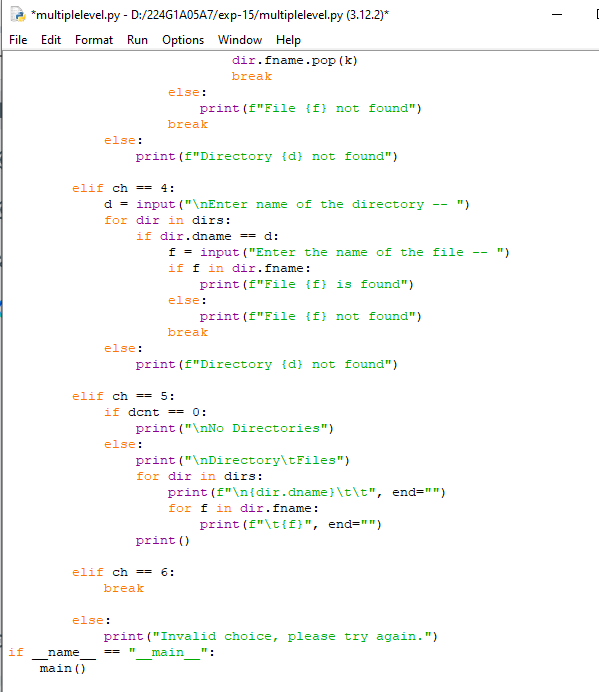 *multiplelevel.py - D:/224G1A05A7/exp-15/multiplelevel.py (3.12.2)*
File Edit Format Run Options Window Help
                            dir.fname.pop(k)
                            break
                    else:
                        print(f"File {f} not found")
                    break
            else:
                print(f"Directory {d} not found")

        elif ch == 4:
            d = input("\nEnter name of the directory -- ")
            for dir in dirs:
                if dir.dname == d:
                    f = input("Enter the name of the file -- ")
                    if f in dir.fname:
                        print(f"File {f} is found")
                    else:
                        print(f"File {f} not found")
                    break
            else:
                print(f"Directory {d} not found")

        elif ch == 5:
            if dcnt == 0:
                print("\nNo Directories")
            else:
                print("\nDirectory\tFiles")
                for dir in dirs:
                    print(f"\n{dir.dname}\t\t", end="")
                    for f in dir.fname:
                        print(f"\t{f}", end="")
                print()

        elif ch == 6:
            break

        else:
            print("Invalid choice, please try again.")
if __name__ == "__main__":
    main()